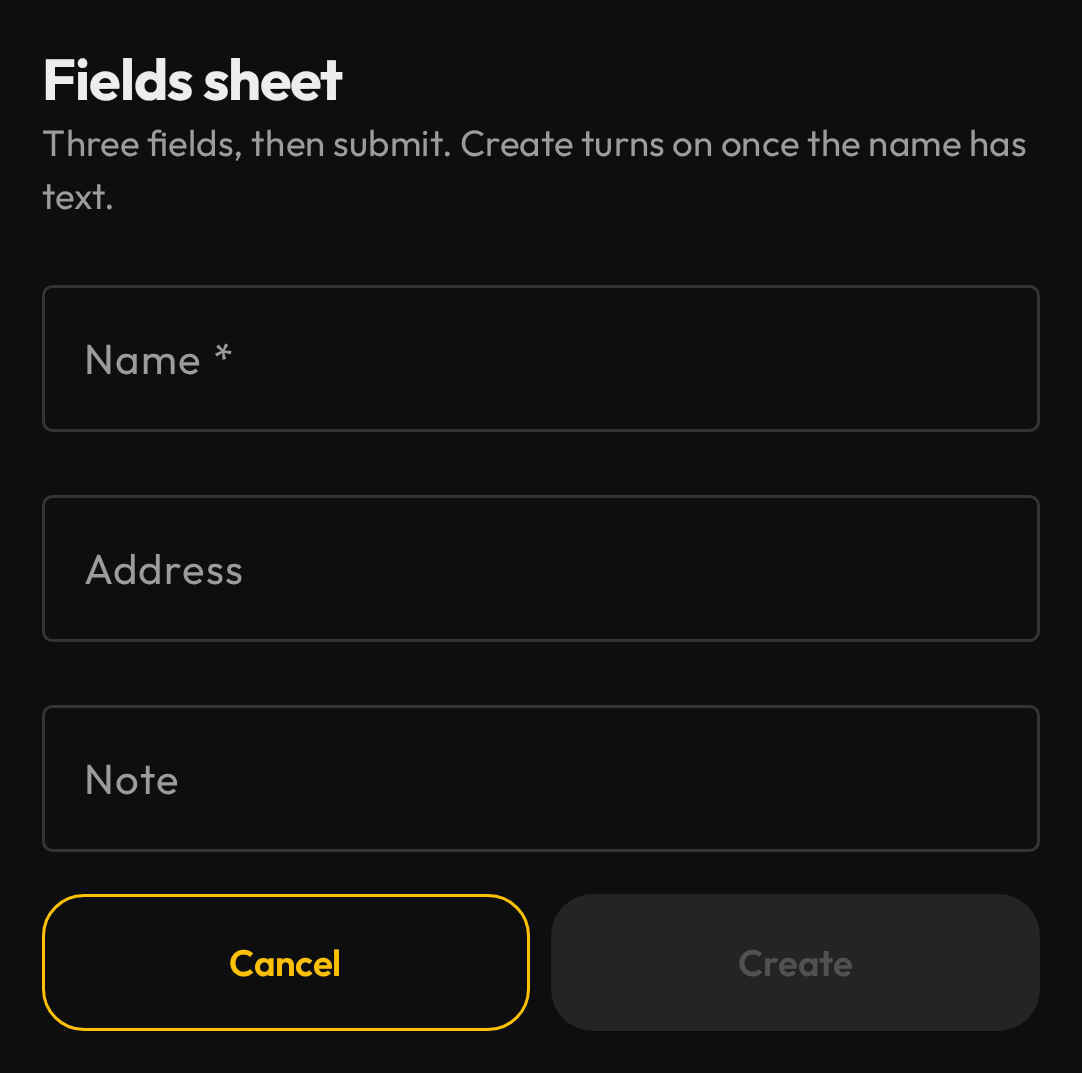 Fields sheet
Three fields, then submit. Create turns on once the name has
text.
Name *
Address
Note
Cancel
Create